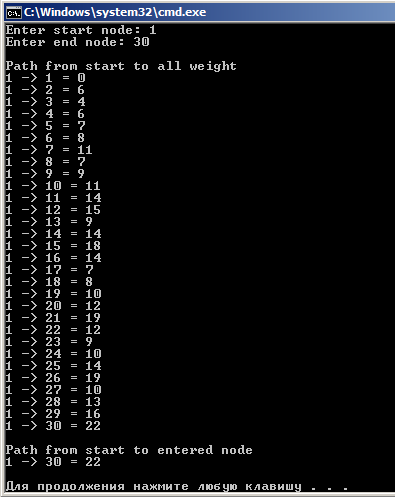 C:\Windows\system32\cmd.exe
Enter start node: 1
Enter end node: 30
Path from start to all weight
1 -> 1 = 0
1 -> 2 = 6
1 -> 3 = 4
1 -> 4 = 6
1 -> 5 = 7
1 -> 6 = 8
1 -> 7 = 11
1 -> 8 = 7
1 -> 9 = 9
1 -> 10 = 11
1 -> 11 = 14
1 -> 12 = 15
1 -> 13 = 9
1 -> 14 = 14
1 -> 15 = 18
1 -> 16 = 14
1 -> 17 = 7
1 -> 18 = 8
1 -> 19 = 10
1 -> 20 = 12
1 -> 21 = 19
1 -> 22 = 12
1 -> 23 = 9
1 -> 24 = 10
1 -> 25 = 14
1 -> 26 = 19
1 -> 27 = 10
1 -> 28 = 13
1 -> 29 = 16
1 -> 30 = 22
Path from start to entered node
1 -> 30 = 22
Для продолжения нажмите любую клавишу . . .